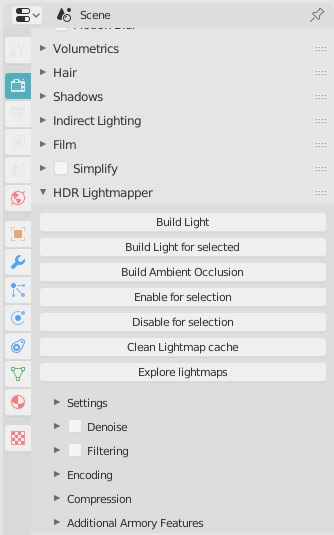 Scene
Volumetrics
Hair
Shadows
Indirect Lighting
Film
Simplify
HDR Lightmapper
Build Light
Build Light for selected
Build Ambient Occlusion
Enable for selection
Disable for selection
Clean Lightmap cache
Explore lightmaps
Settings
Denoise
Filtering
Encoding
Compression
Additional Armory Features